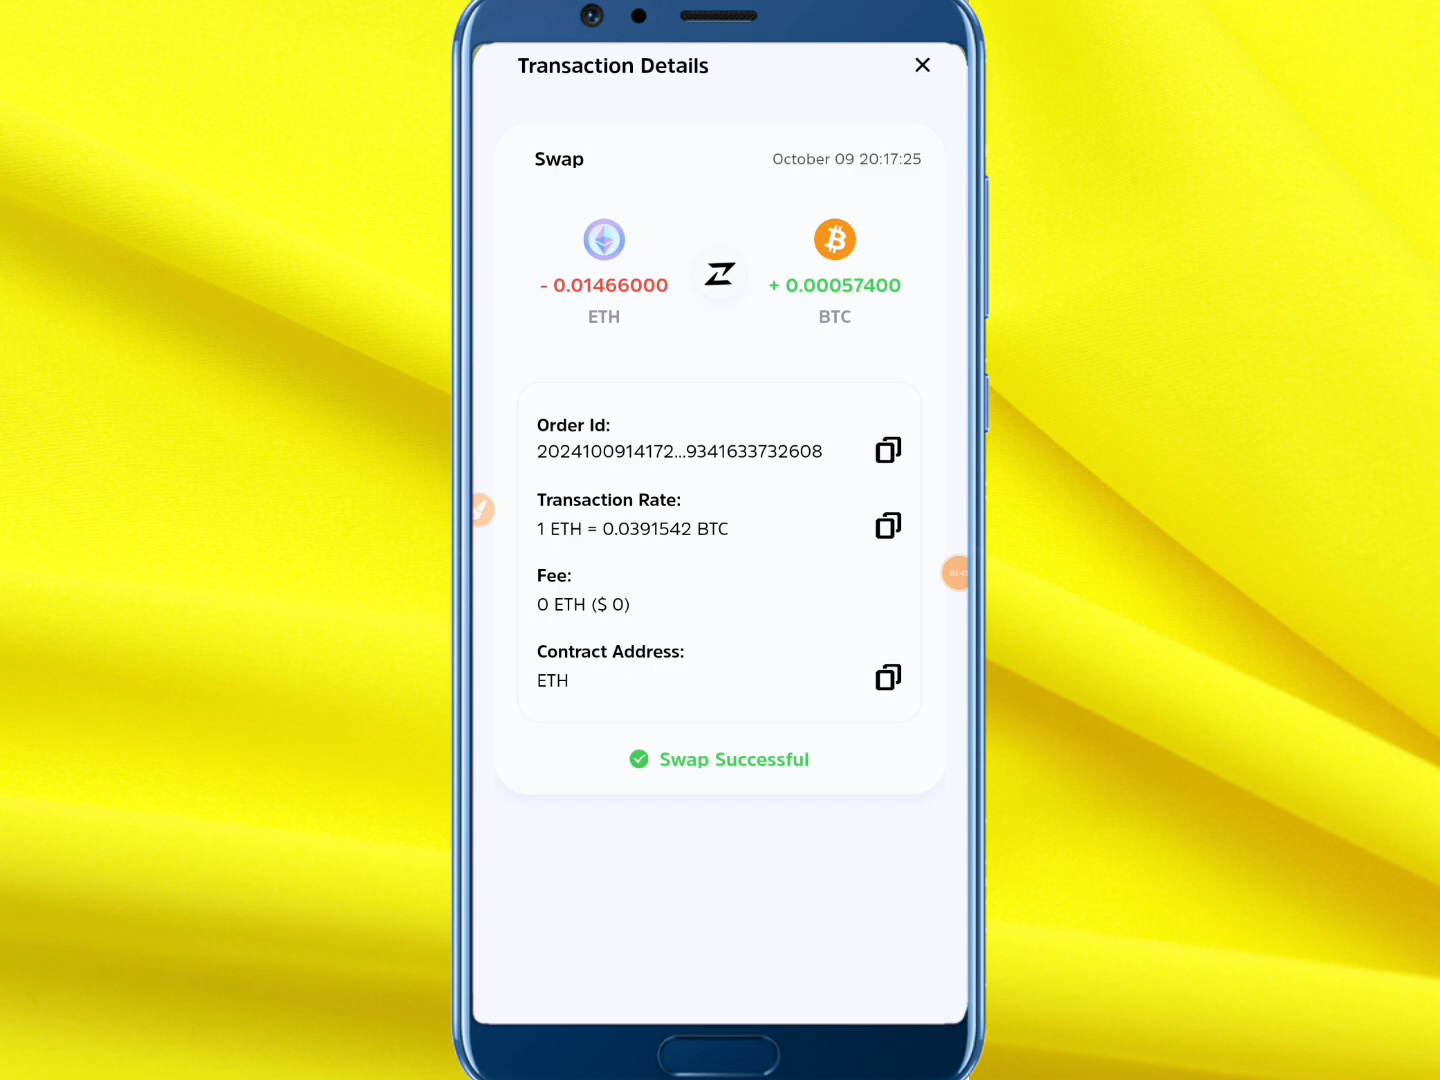 Transaction Details
Swap
October 09 20:17:25
- 0.01466000
+ 0.00057400
ETH
BTC
Order Id:
2024100914172...9341633732608
Transaction Rate:
1 ETH = 0.0391542 BTC
Fee:
0 ETH ($ 0)
Contract Address:
ETH
Swap Successful